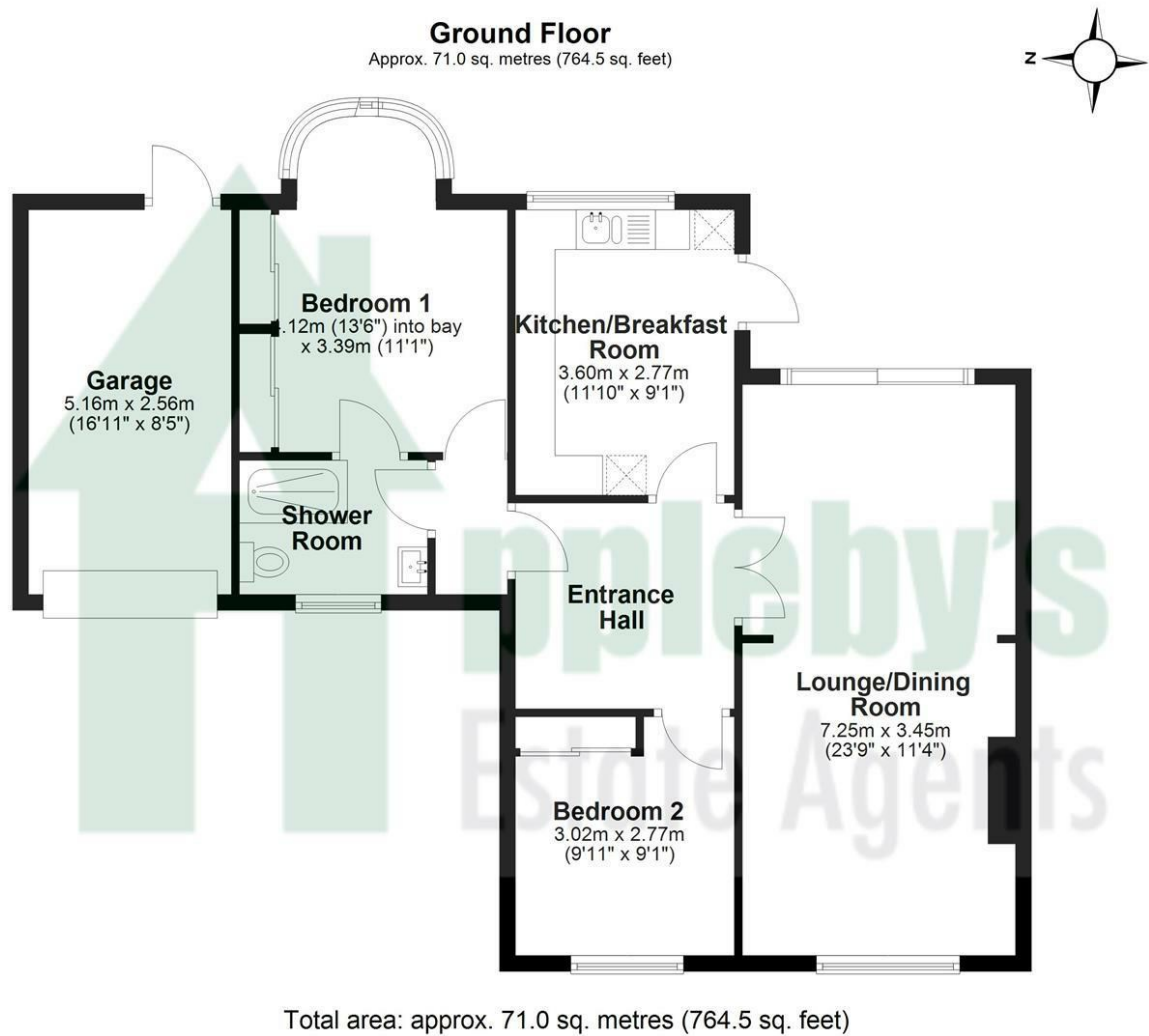 Ground Floor
Approx. 71.0 sq. metres (764.5 sq. feet)
N
Bedroom 1
.12m (13'6") into bay
x 3.39m (11'1")
Kitchen/Breakfast
Room
3.60m x 2.77m
(11'10" x 9'1")
Garage
5.16m x 2.56m
(16'11" x 8'5")
Shower
Room
Entrance
Hall
Lounge/Dining
Room
7.25m x 3.45m
(23'9" x 11'4")
Bedroom 2
3.02m x 2.77m
(9'11" x 9'1")
ppleby's
Estate Agents
Total area: approx. 71.0 sq. metres (764.5 sq. feet)